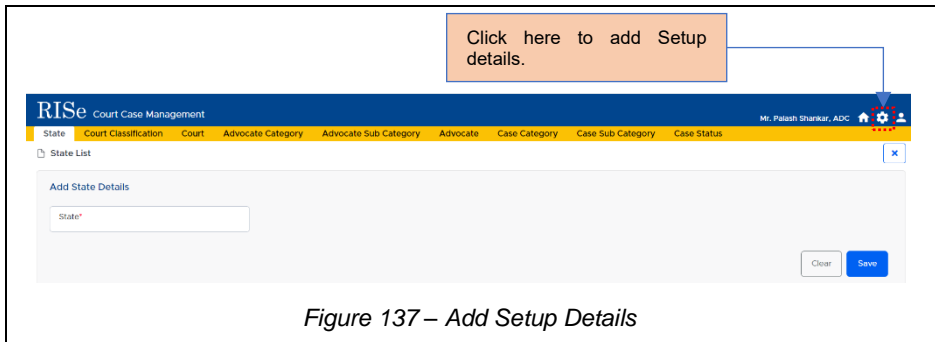 Click here to add Setup
details.
RISe Court Case Management
Mr. Palash Shankar, ADC
State Court Classification Court Advocate Category Advocate Sub Category Advocate Case Category Case Sub Category Case Status
State List
Add State Details
State*
Clear Save
Figure 137 – Add Setup Details